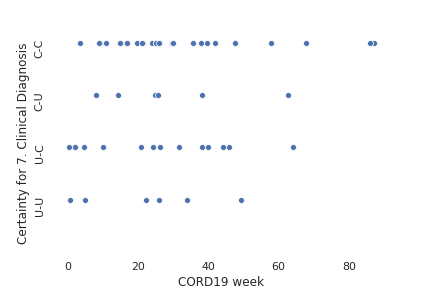 Certainty for 7. Clinical Diagnosis
C-C
C-U
U-C
U-U
0 20 40 60 80
CORD19 week